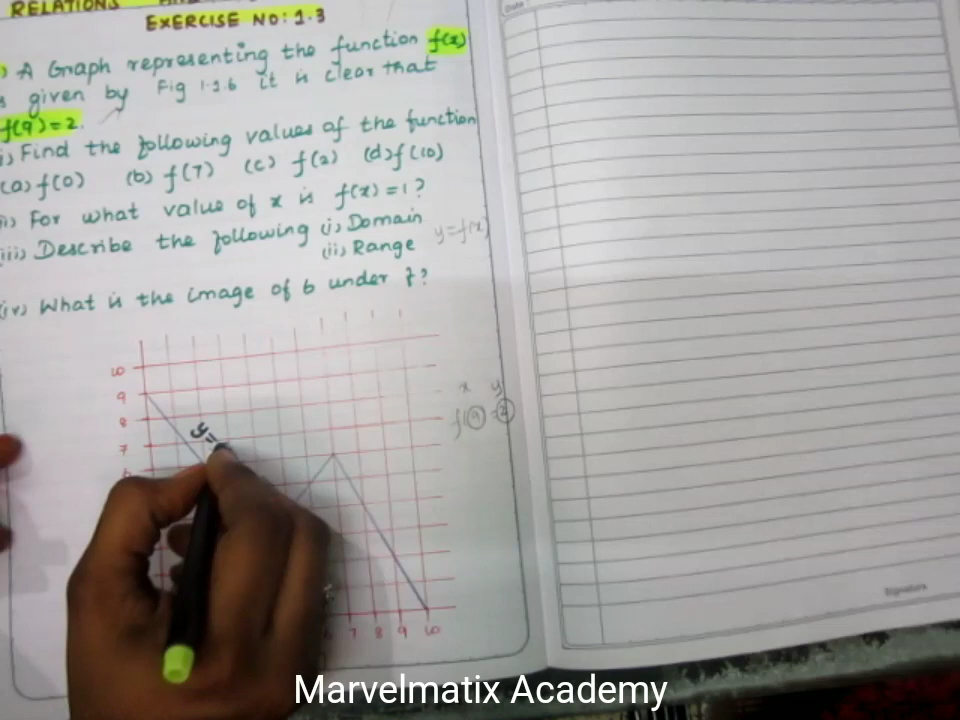 RELATIONS
EXERCISE NO: 1.3
) A Graph representing the function f(x)
s given by Fig 1.1.6 it is clear that
f(9)=2.
i) Find the following values of the function
(a) f(0) (b) f(7) (c) f(2) (d) f(10)
ii) For what value of x is f(x) = 1?
iii) Describe the following (i) Domain
(ii) Range
y=f(x)
(iv) What is the image of 6 under f?
10
9
8
7
6
x y
f(9)=2
y=
7 8 9 10
Date
Signature
Marvelmatix Academy